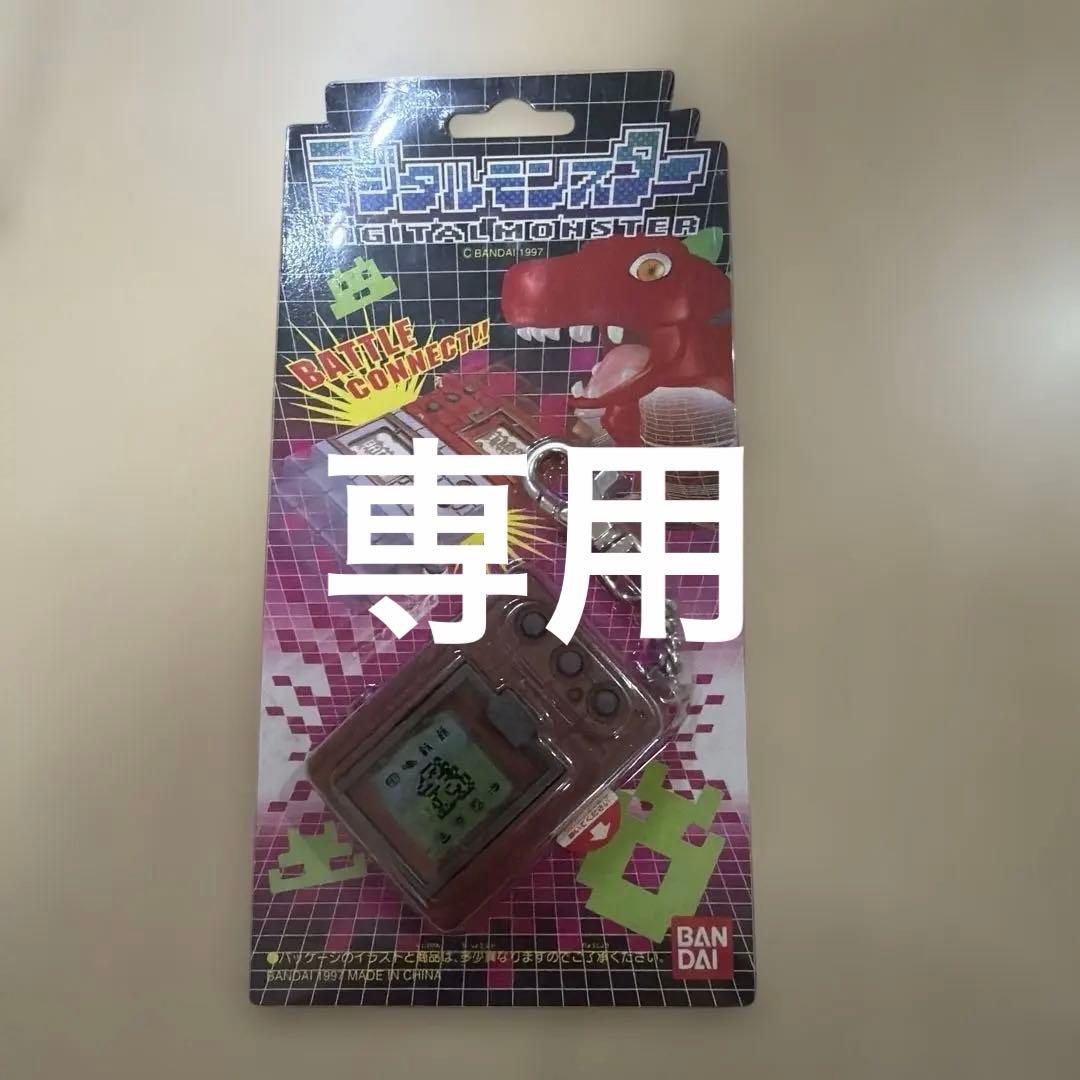 デジタルモンスター
DIGITALMONSTER
© BANDAI 1997
BATTLE
CONNECT!!
専用
BAN
DAI
●パッケージのイラストと商品は、多少異なりますのでご了承ください。
BANDAI 1997 MADE IN CHINA